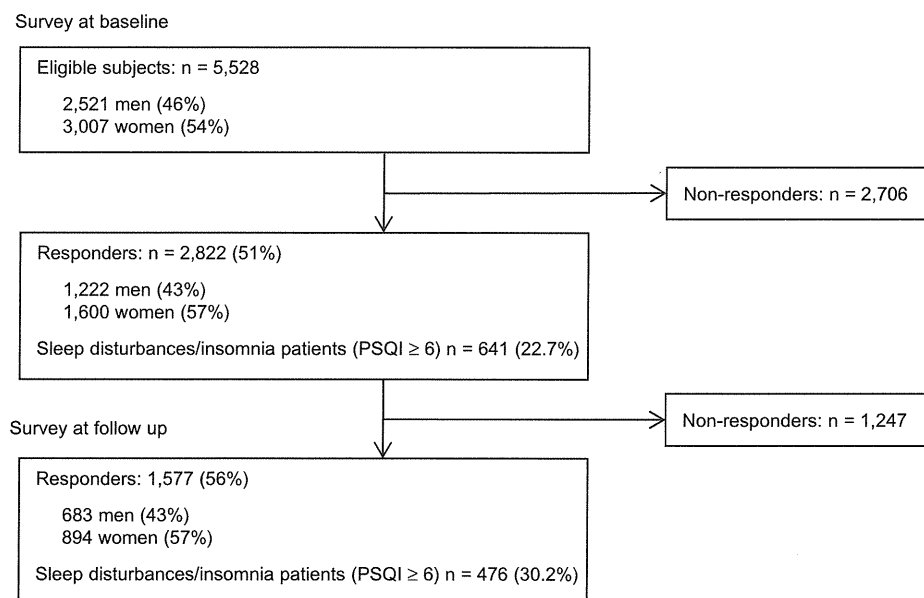 Survey at baseline
Eligible subjects: n = 5,528
2,521 men (46%)
3,007 women (54%)
Non-responders: n = 2,706
Responders: n = 2,822 (51%)
1,222 men (43%)
1,600 women (57%)
Sleep disturbances/insomnia patients (PSQI ≥ 6) n = 641 (22.7%)
Non-responders: n = 1,247
Survey at follow up
Responders: 1,577 (56%)
683 men (43%)
894 women (57%)
Sleep disturbances/insomnia patients (PSQI ≥ 6) n = 476 (30.2%)